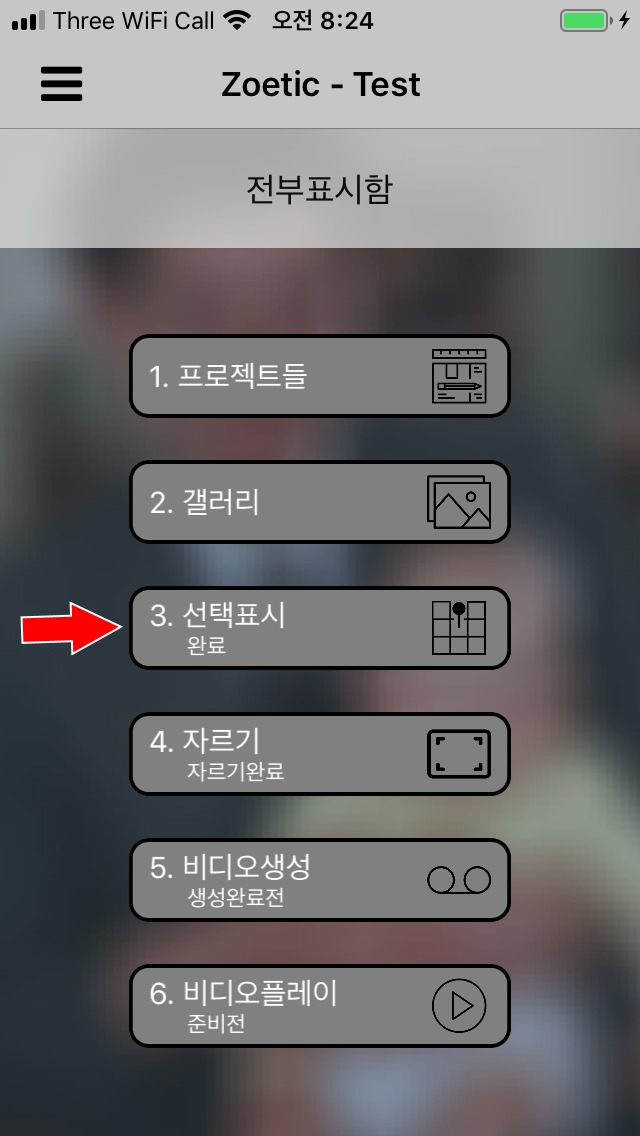 Three WiFi Call 오전 8:24
Zoetic - Test
전부표시함
1. 프로젝트들
2. 갤러리
3. 선택표시
완료
4. 자르기
자르기완료
5. 비디오생성
생성완료전
6. 비디오플레이
준비전